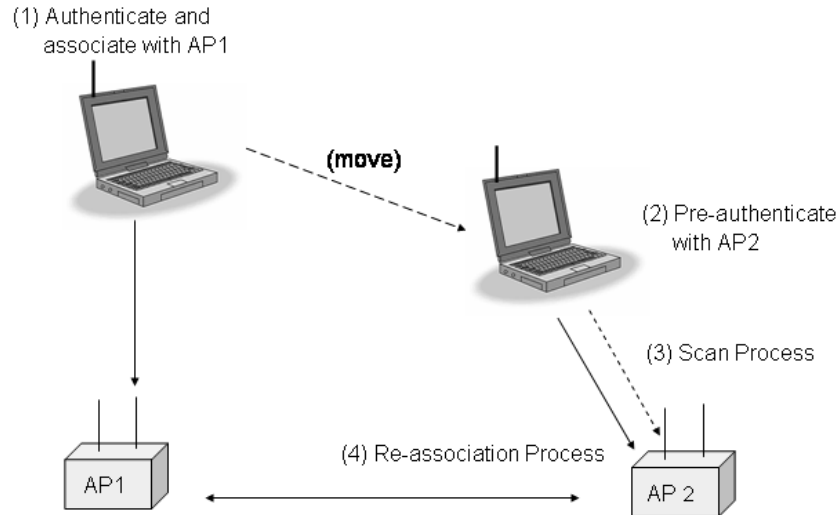 (1) Authenticate and
associate with AP1
(move)
(2) Pre-authenticate
with AP2
(3) Scan Process
(4) Re-association Process
AP1
AP 2